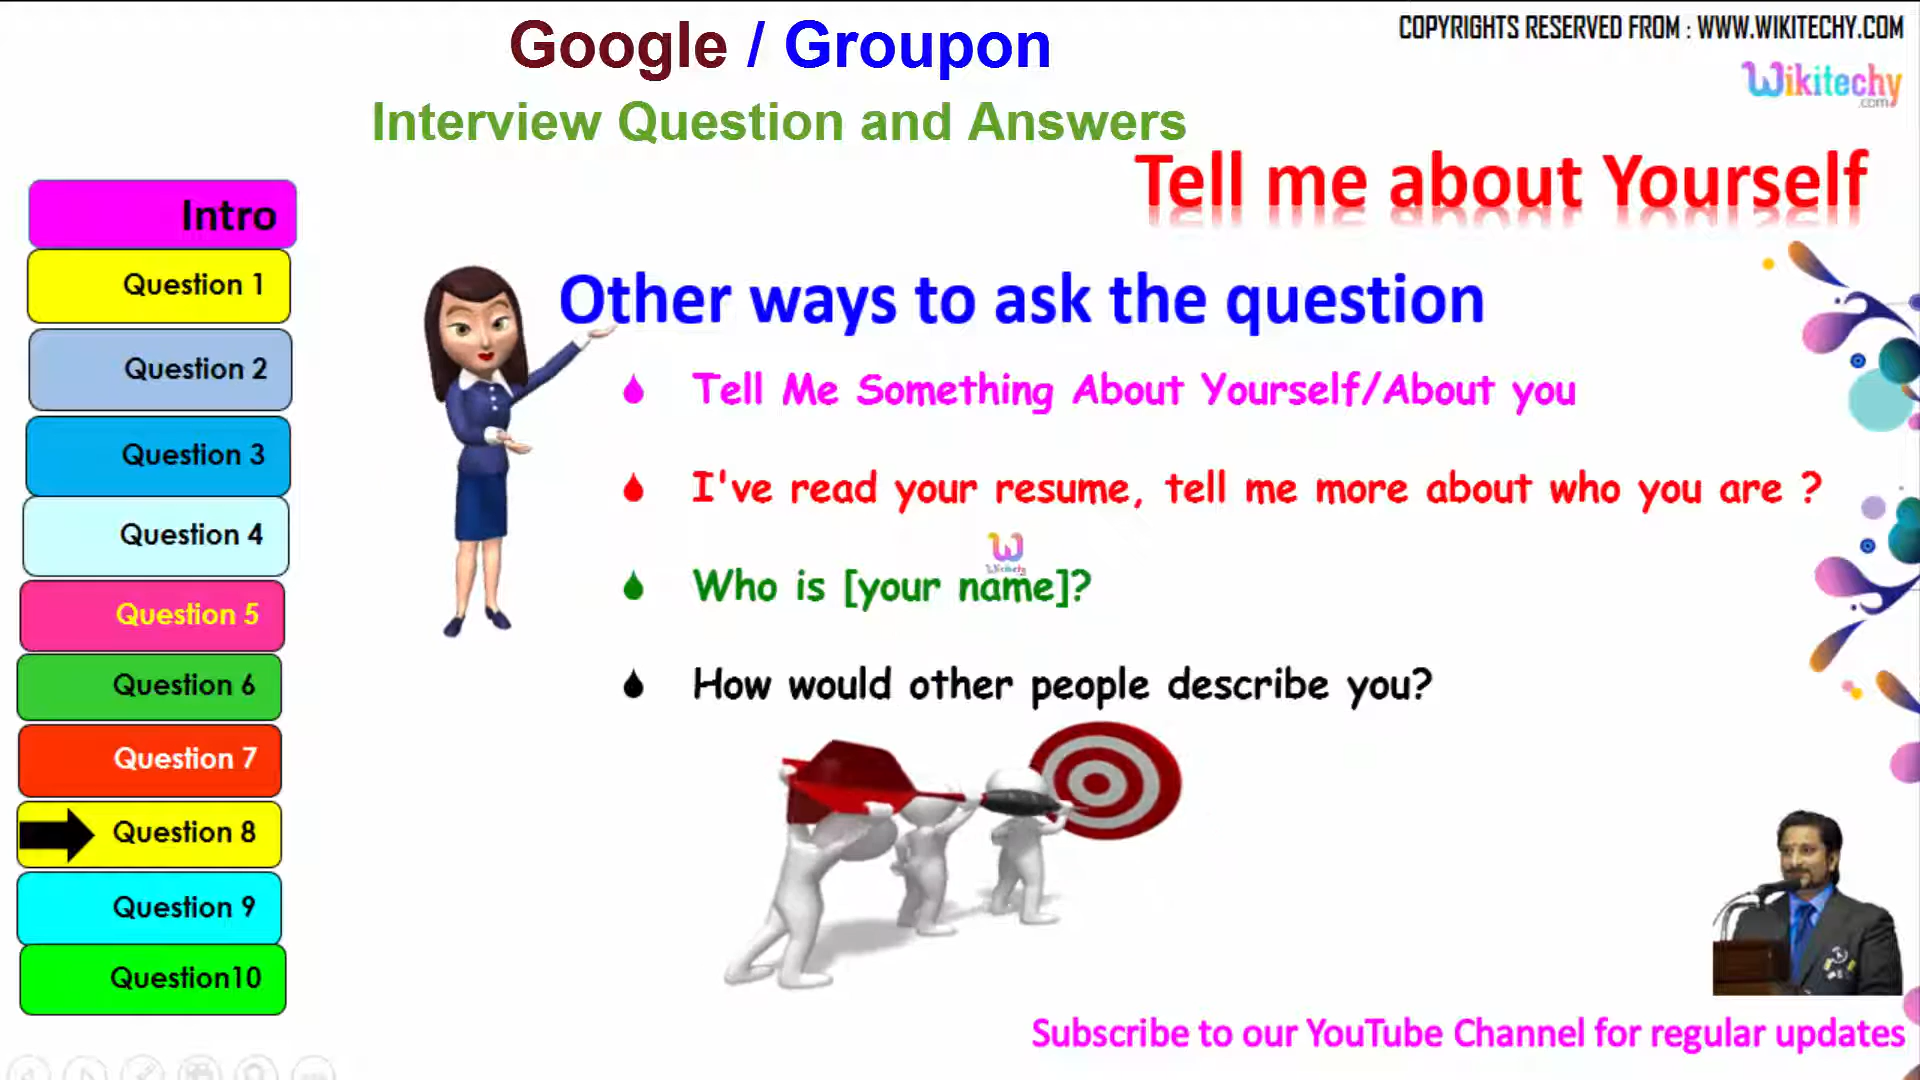 COPYRIGHTS RESERVED FROM : WWW.WIKITECHY.COM
Google / Groupon
Wikitechy
.com
Interview Question and Answers
Tell me about Yourself
Intro
Question 1
Question 2
Question 3
Question 4
Question 5
Question 6
Question 7
Question 8
Question 9
Question10
Other ways to ask the question
Tell Me Something About Yourself/About you
I've read your resume, tell me more about who you are ?
W
Wikitechy
Who is [your name]?
How would other people describe you?
Subscribe to our YouTube Channel for regular updates